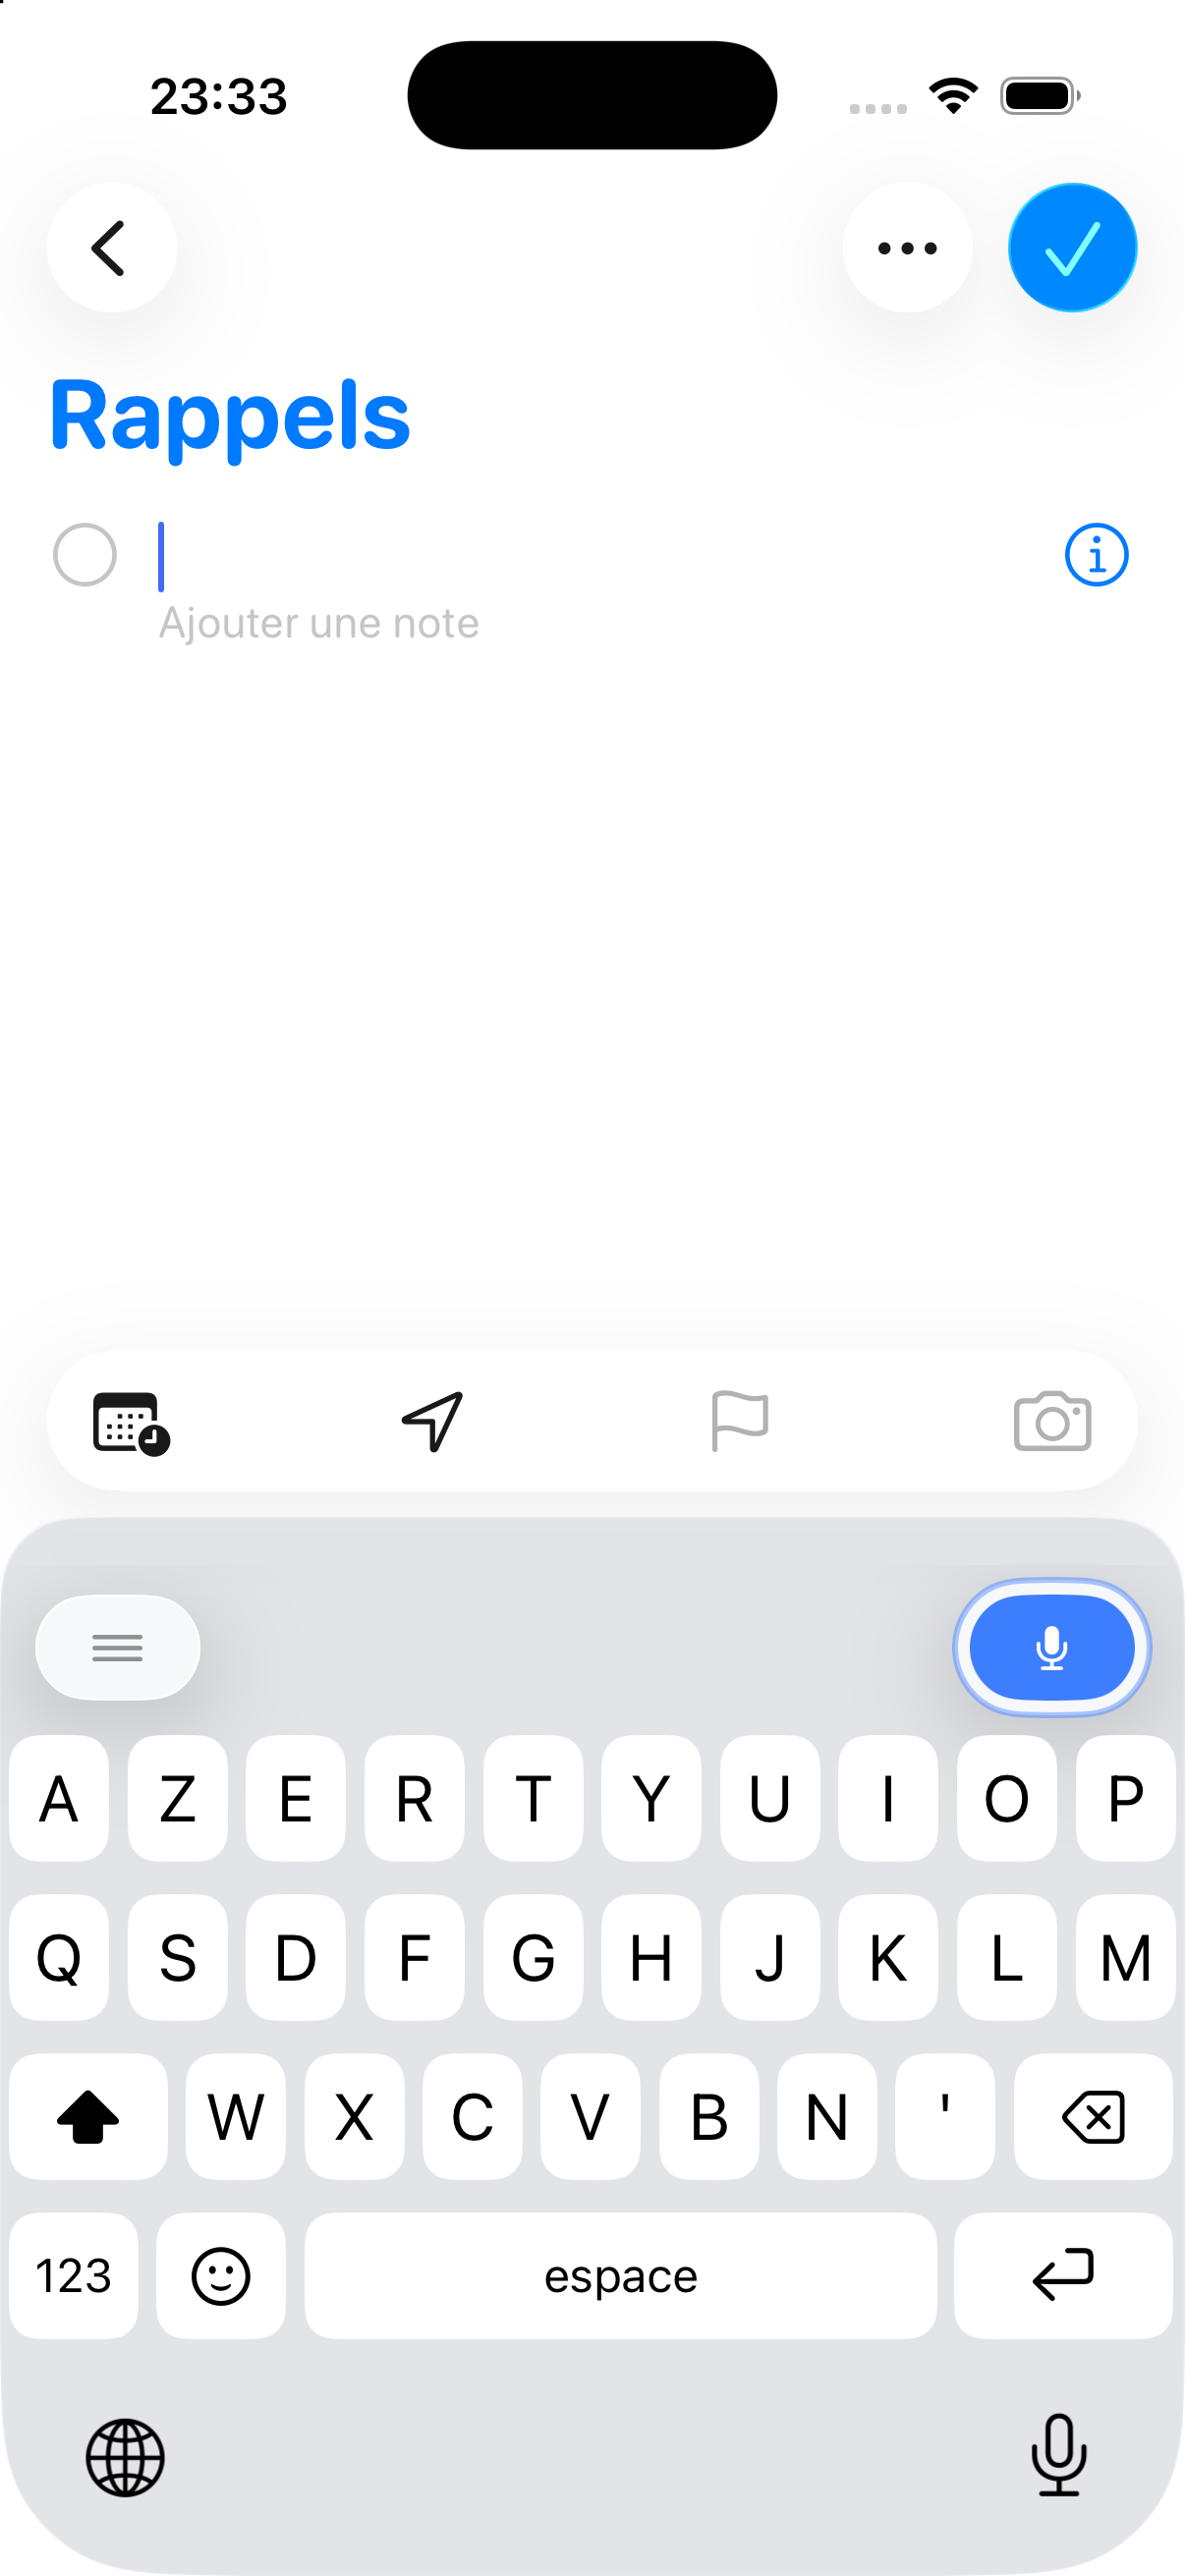 23:33
Rappels
Ajouter une note
A Z E R T Y U I O P
Q S D F G H J K L M
W X C V B N '
123 espace